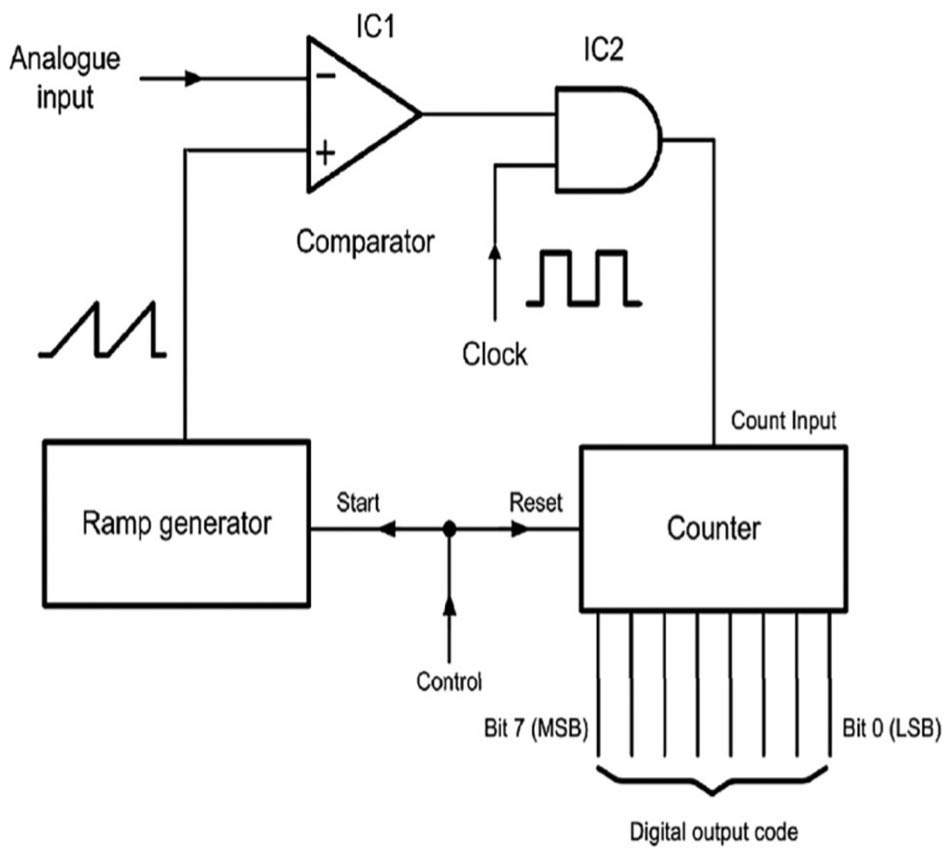 IC1
Analogue
input
IC2
−
+
Comparator
Clock
Count Input
Ramp generator
Start
Reset
Counter
Control
Bit 7 (MSB)
Bit 0 (LSB)
Digital output code